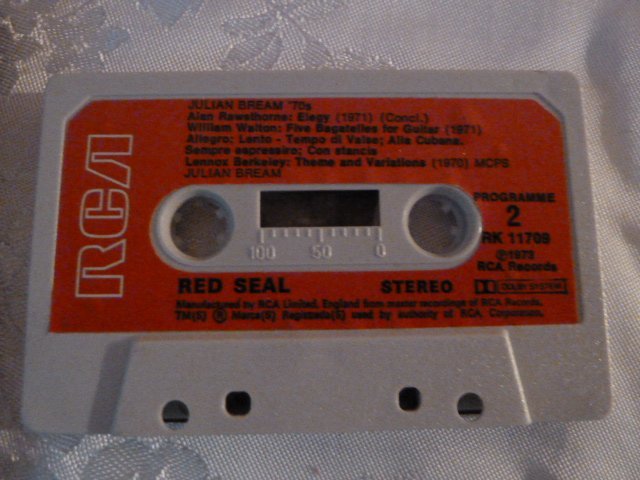 RCA
JULIAN BREAM '70s
Alan Rawsthorne: Elegy (1971) (Concl.)
William Walton: Five Bagatelles for Guitar (1971)
Allegro; Lento - Tempo di Valse; Alla Cubana.
Sempre espressivo; Con slancio
Lennox Berkeley: Theme and Variations (1970) MCPS
JULIAN BREAM
PROGRAMME
2
RK 11709
℗1973
RCA Records
100 50 0
RED SEAL STEREO DOLBY SYSTEM
Manufactured by RCA Limited, England from master recordings of RCA Records.
TM(S) ® Marca(S) Registrada(S) used by authority of RCA Corporation.